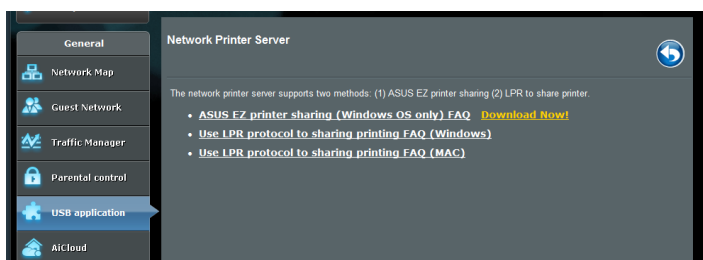 General
Network Map
Guest Network
Traffic Manager
Parental control
USB application
AiCloud
Network Printer Server
The network printer server supports two methods: (1) ASUS EZ printer sharing (2) LPR to share printer.
ASUS EZ printer sharing (Windows OS only) FAQ Download Now!
Use LPR protocol to sharing printing FAQ (Windows)
Use LPR protocol to sharing printing FAQ (MAC)